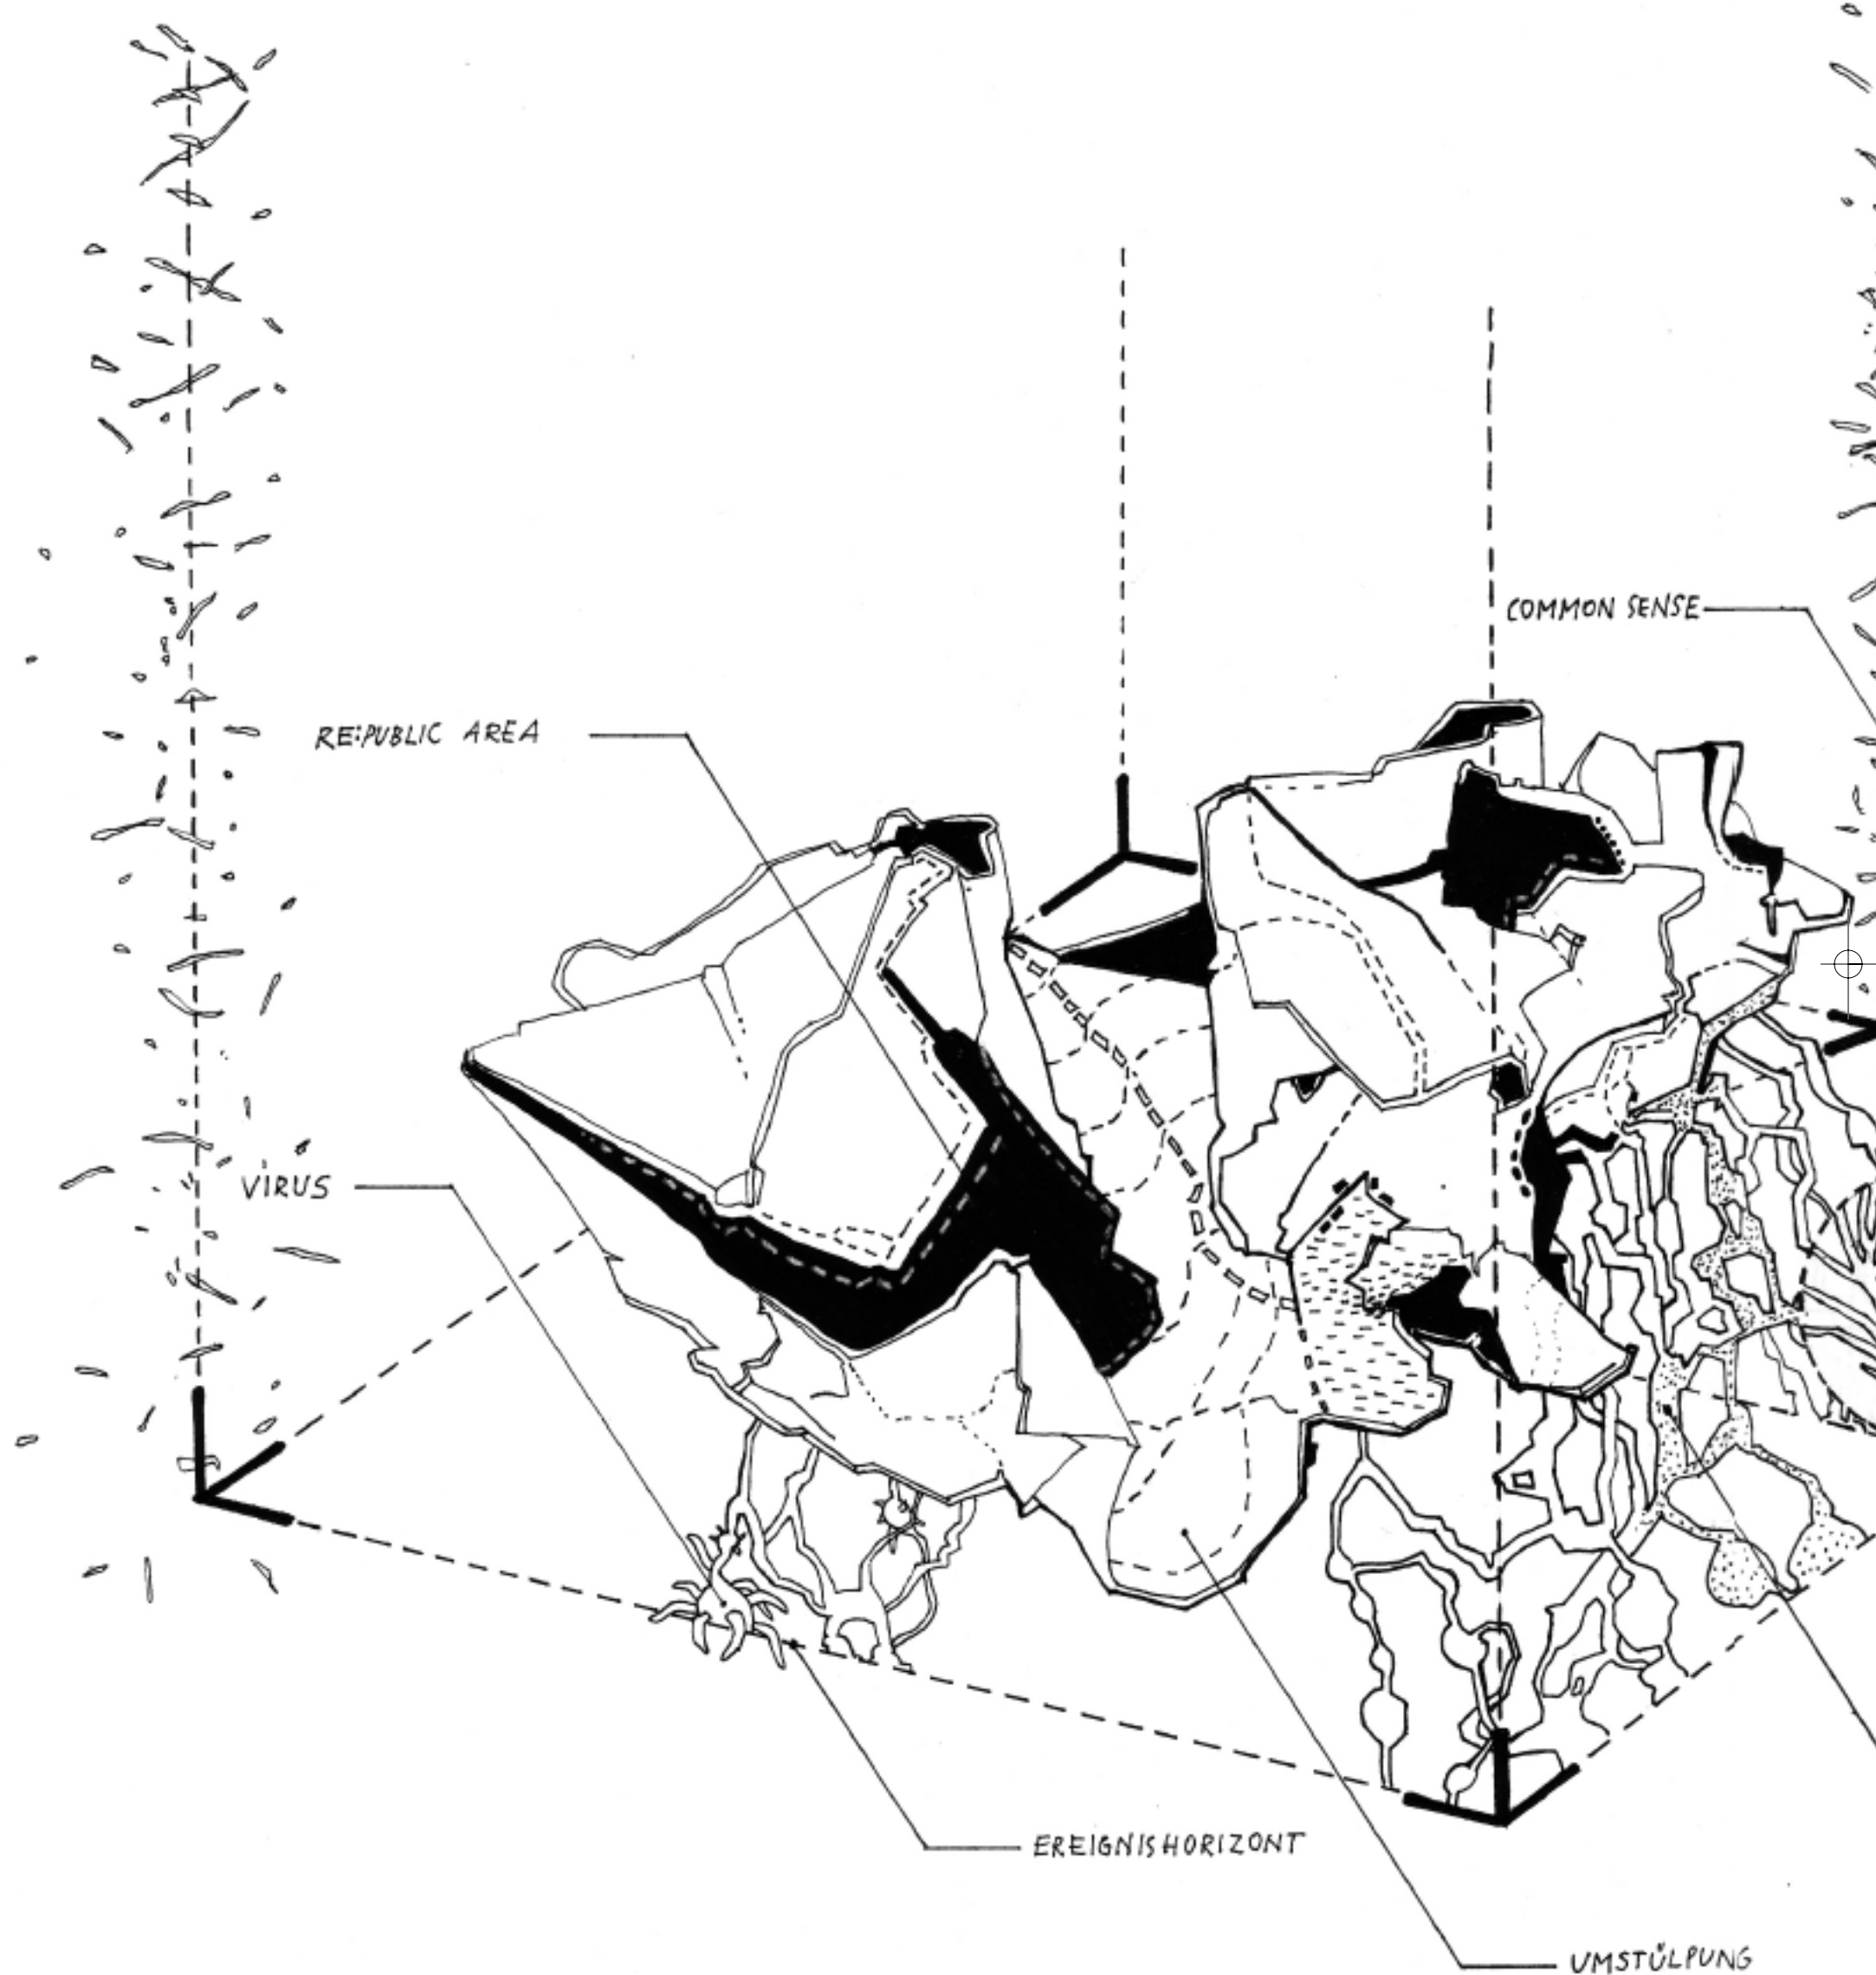 COMMON SENSE
RE:PUBLIC AREA
VIRUS
EREIGNISHORIZONT
UMSTÜLPUNG